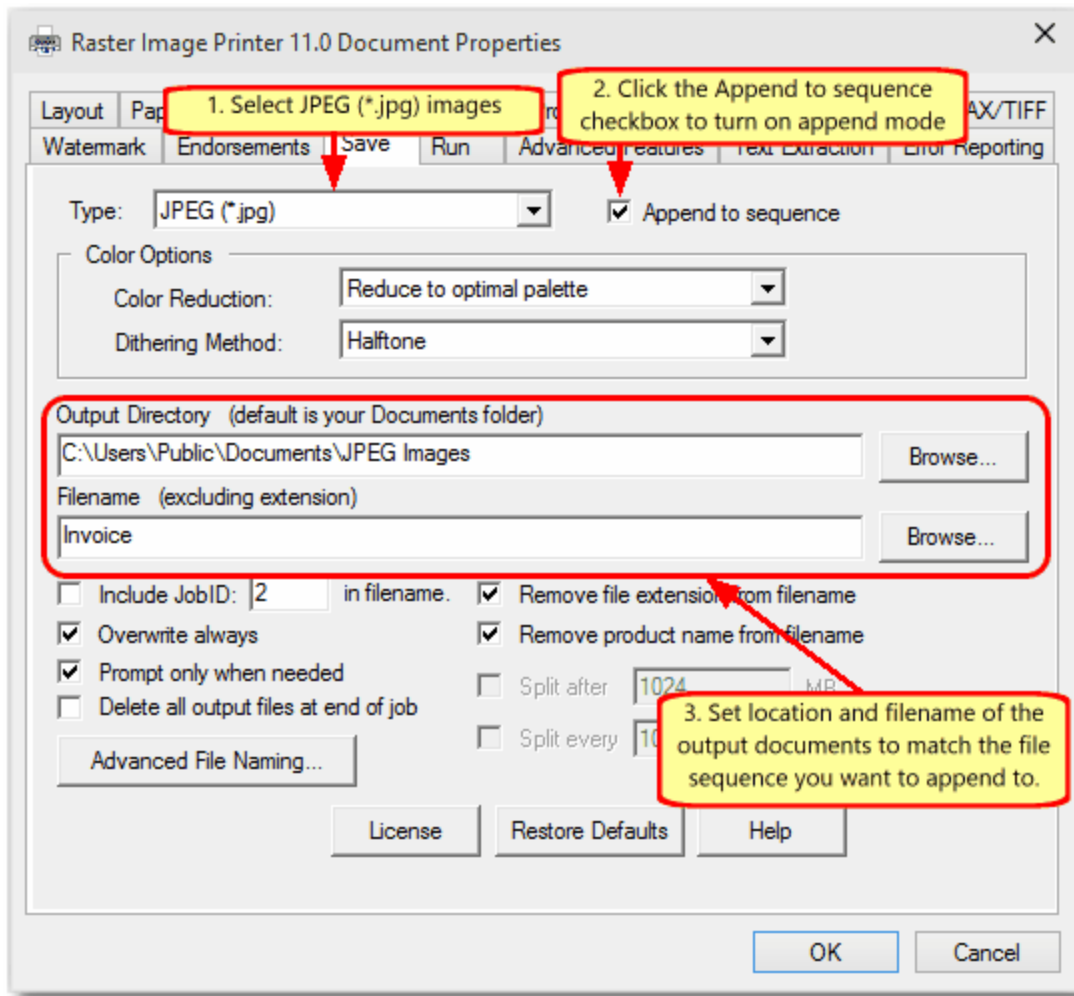 Raster Image Printer 11.0 Document Properties
1. Select JPEG (*.jpg) images
2. Click the Append to sequence
checkbox to turn on append mode
Layout
AX/TIFF
Watermark Endorsements Save Run Advanced Features Text Extraction Error Reporting
Type: JPEG (*.jpg) Append to sequence
Color Options
Color Reduction: Reduce to optimal palette
Dithering Method: Halftone
Output Directory (default is your Documents folder)
C:\Users\Public\Documents\JPEG Images Browse...
Filename (excluding extension)
Invoice Browse...
Include JobID: 2 in filename. Remove file extension from filename
Overwrite always Remove product name from filename
Prompt only when needed Split after 1024 MB
Delete all output files at end of job Split every
3. Set location and filename of the
output documents to match the file
sequence you want to append to.
Advanced File Naming...
License Restore Defaults Help
OK Cancel